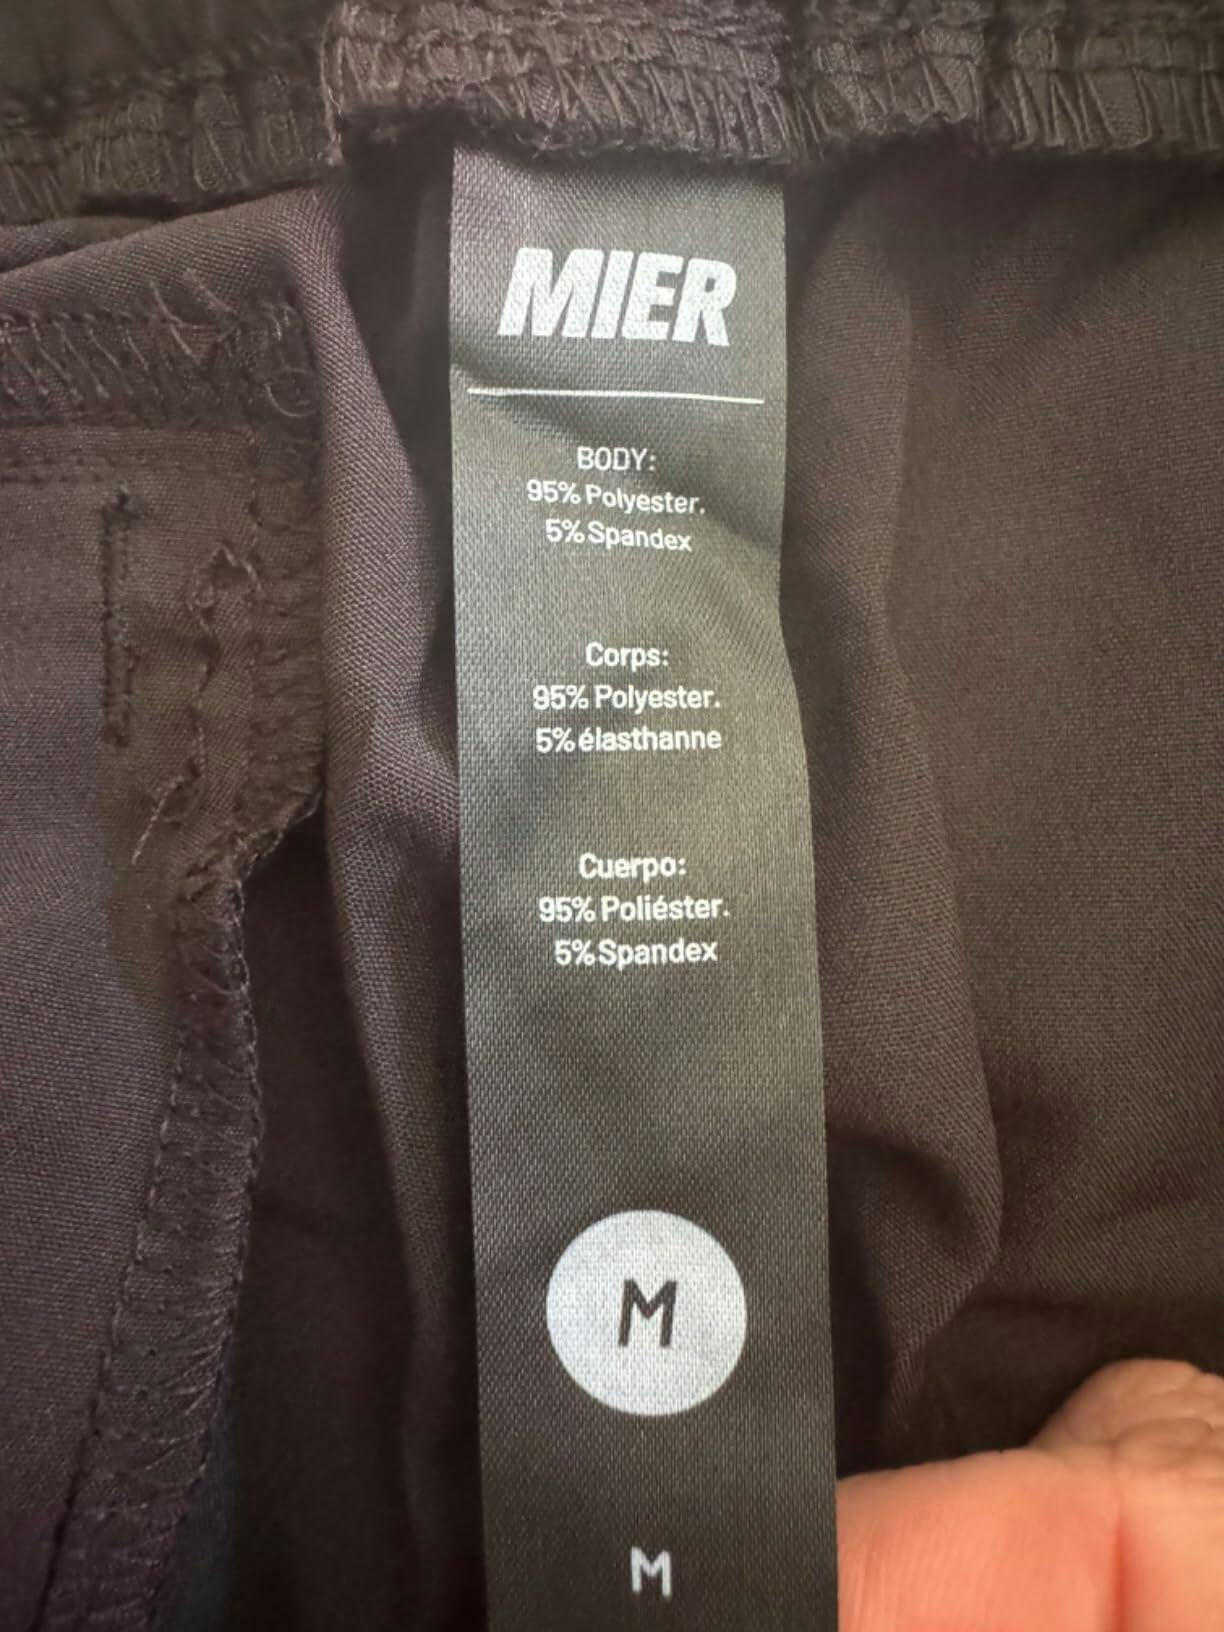 MIER
BODY:
95% Polyester.
5% Spandex
Corps:
95% Polyester.
5% élasthanne
Cuerpo:
95% Poliéster.
5% Spandex
M
M